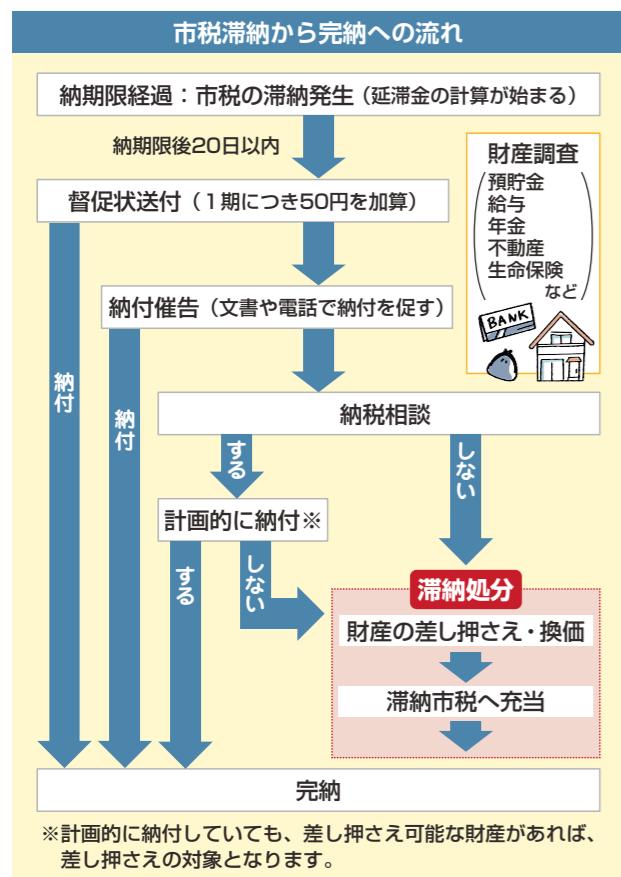 市税滞納から完納への流れ
納期限経過：市税の滞納発生（延滞金の計算が始まる）
納期限後20日以内
督促状送付（１期につき50円を加算）
財産調査
預貯金
給与
年金
不動産
生命保険
など
BANK
納付催告（文書や電話で納付を促す）
納付
納付
納税相談
する
しない
計画的に納付※
する
しない
滞納処分
財産の差し押さえ・換価
滞納市税へ充当
完納
※計画的に納付していても、差し押さえ可能な財産があれば、
差し押さえの対象となります。